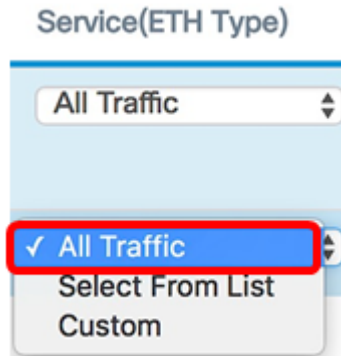 Service(ETH Type)
All Traffic
✓ All Traffic
Select From List
Custom